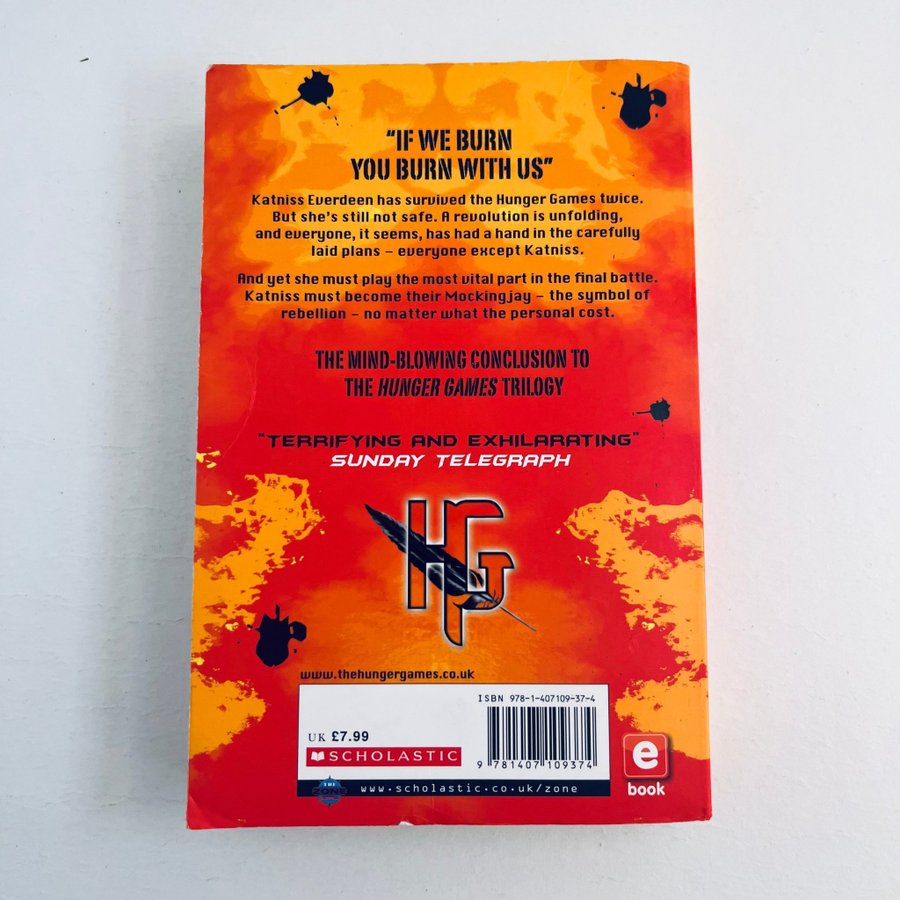 "IF WE BURN
YOU BURN WITH US"
Katniss Everdeen has survived the Hunger Games twice.
But she's still not safe. A revolution is unfolding,
and everyone, it seems, has had a hand in the carefully
laid plans – everyone except Katniss.
And yet she must play the most vital part in the final battle.
Katniss must become their Mockingjay – the symbol of
rebellion – no matter what the personal cost.
THE MIND-BLOWING CONCLUSION TO
THE HUNGER GAMES TRILOGY
"TERRIFYING AND EXHILARATING"
SUNDAY TELEGRAPH
HG
www.thehungergames.co.uk
ISBN 978-1-407109-37-4
UK £7.99
SCHOLASTIC
9 781407 109374
THE
ZONE
www.scholastic.co.uk/zone
e
book